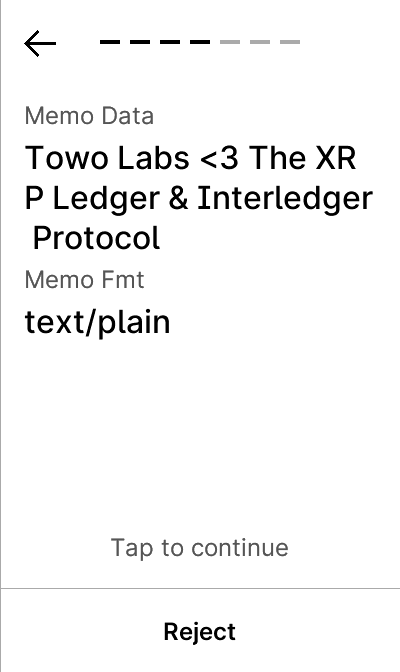 Memo Data
Towo Labs <3 The XR
P Ledger & Interledger
Protocol
Memo Fmt
text/plain
Tap to continue
Reject